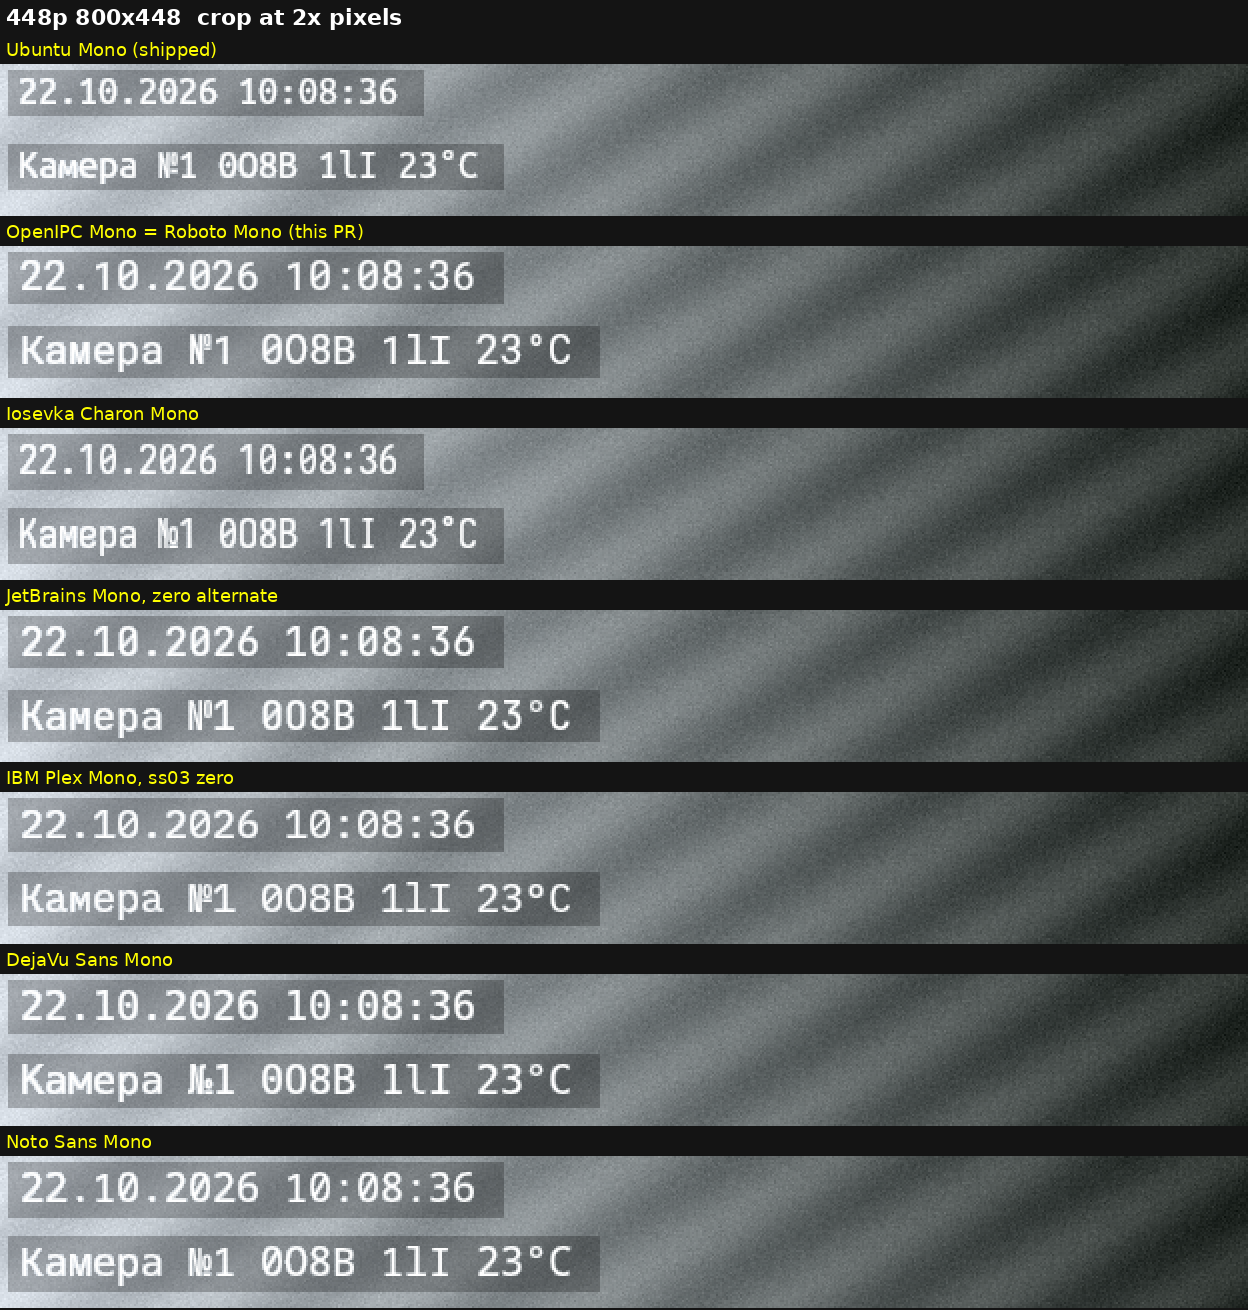 448p 800x448  crop at 2x pixels
Ubuntu Mono (shipped)
22.10.2026 10:08:36
Камера №1 0O8B 1lI 23°C
OpenIPC Mono = Roboto Mono (this PR)
22.10.2026 10:08:36
Камера №1 0O8B 1lI 23°C
Iosevka Charon Mono
22.10.2026 10:08:36
Камера №1 0O8B 1lI 23°C
JetBrains Mono, zero alternate
22.10.2026 10:08:36
Камера №1 0O8B 1lI 23°C
IBM Plex Mono, ss03 zero
22.10.2026 10:08:36
Камера №1 0O8B 1lI 23°C
DejaVu Sans Mono
22.10.2026 10:08:36
Камера №1 0O8B 1lI 23°C
Noto Sans Mono
22.10.2026 10:08:36
Камера №1 0O8B 1lI 23°C